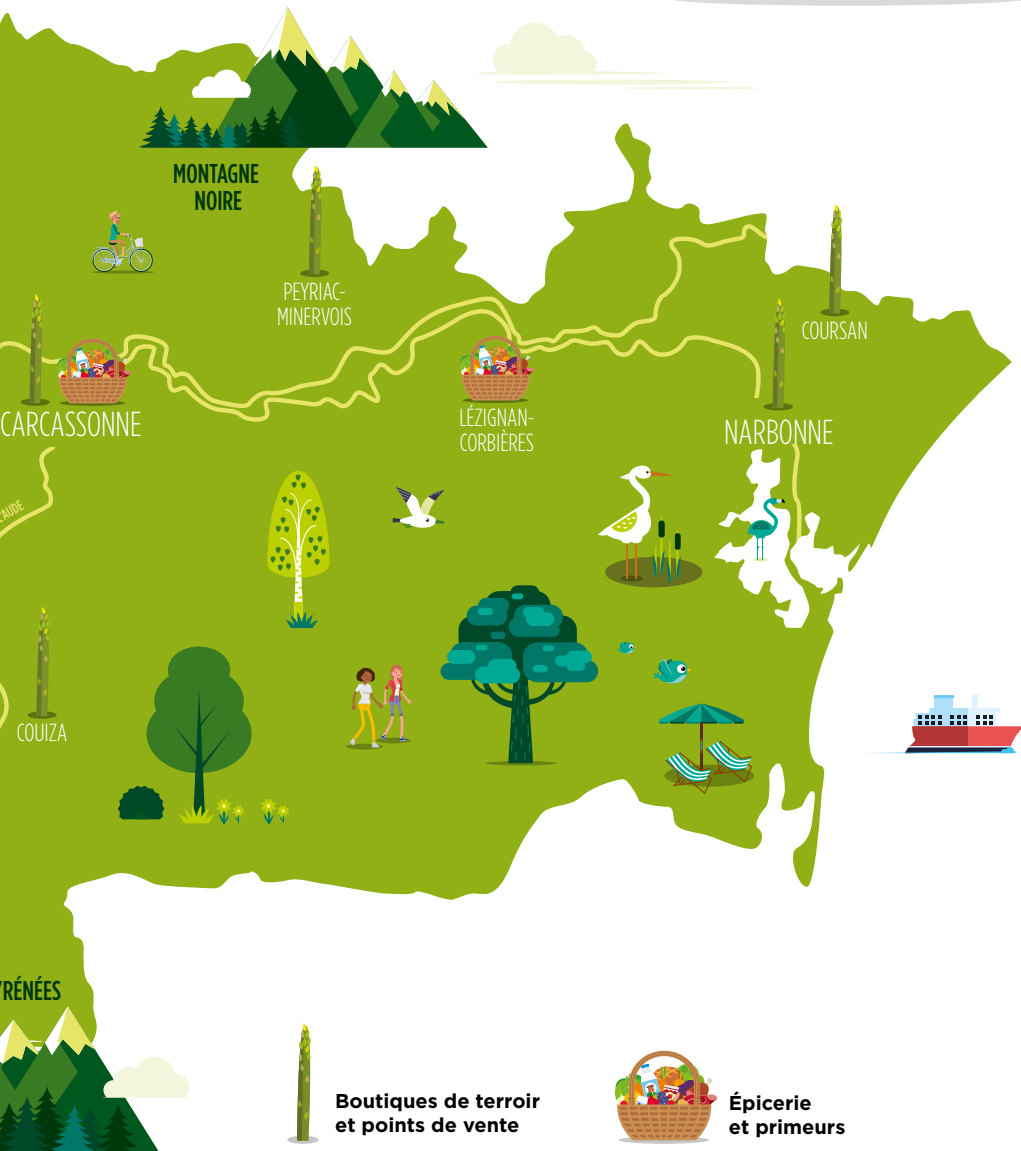 MONTAGNE
NOIRE
PEYRIAC-
MINERVOIS
COURSAN
CARCASSONNE
LÉZIGNAN-
CORBIÈRES
NARBONNE
L'AUDE
COUIZA
YRÉNÉES
Boutiques de terroir
et points de vente
Épicerie
et primeurs